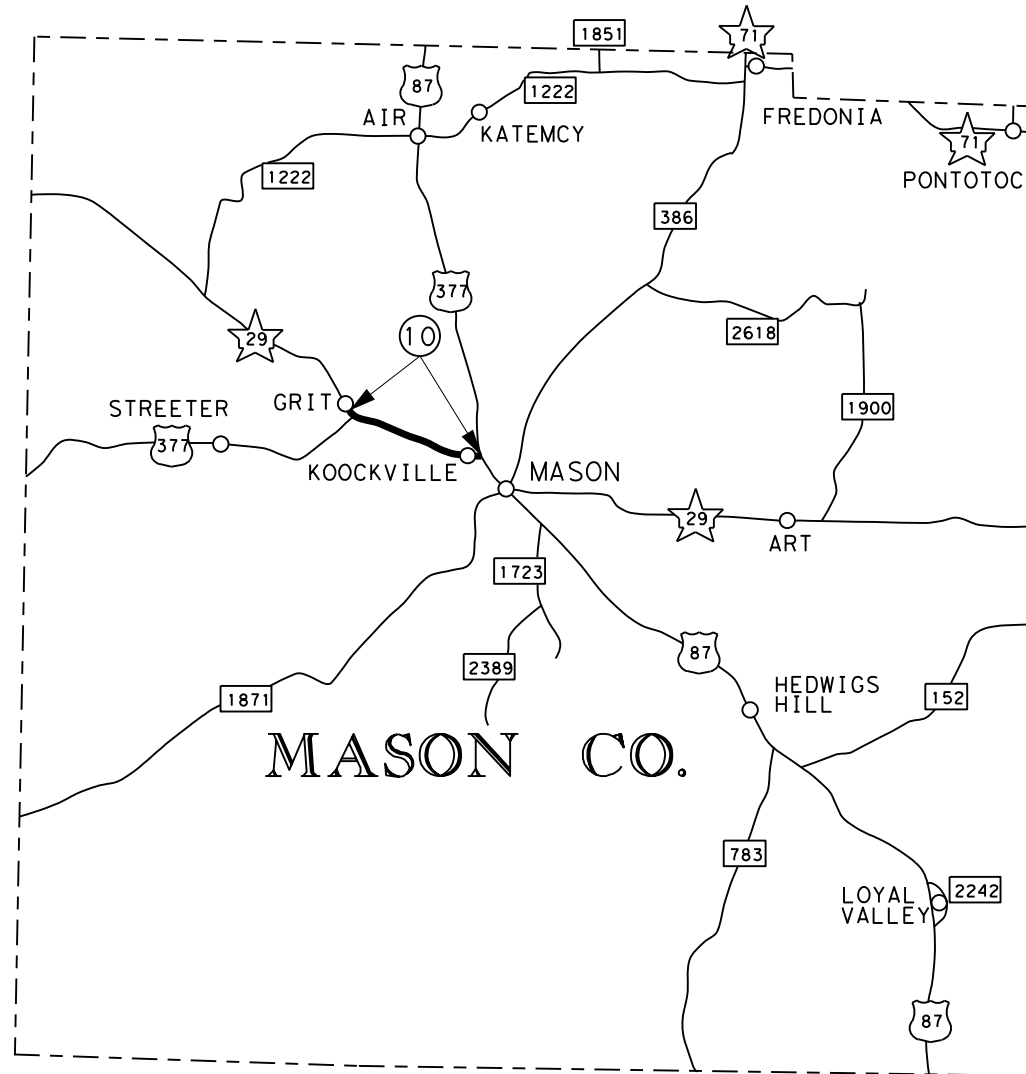 1851
71
87
1222
AIR
FREDONIA
KATEMCY
71
1222
PONTOTOC
386
377
2618
29
10
GRIT
STREETER
1900
377
KOOCKVILLE
MASON
29
ART
1723
87
2389
HEDWIGS
HILL
1871
152
MASON CO.
783
LOYAL
VALLEY
2242
87